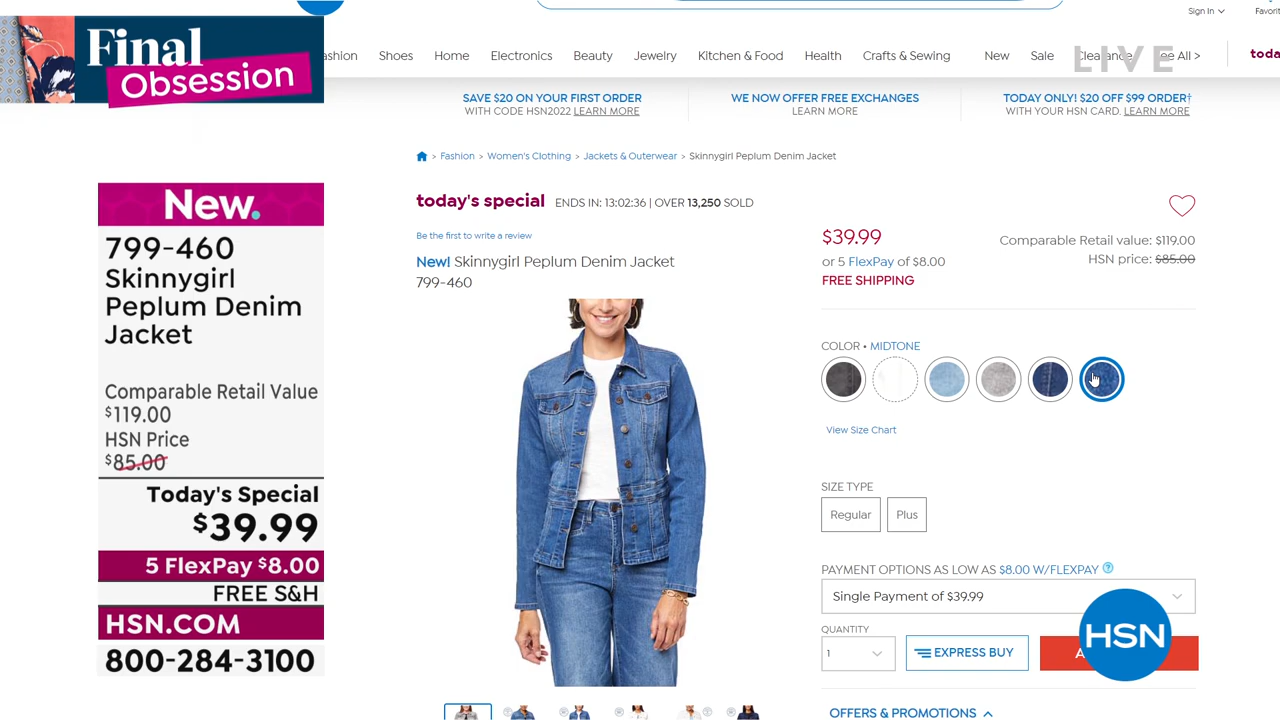 Final
Obsession
Sign In
Fashion Shoes Home Electronics Beauty Jewelry Kitchen & Food Health Crafts & Sewing New Sale Clearance See All >
LIVE
SAVE $20 ON YOUR FIRST ORDER
WITH CODE HSN2022 LEARN MORE
WE NOW OFFER FREE EXCHANGES
LEARN MORE
TODAY ONLY! $20 OFF $99 ORDER†
WITH YOUR HSN CARD. LEARN MORE
> Fashion > Women's Clothing > Jackets & Outerwear > Skinnygirl Peplum Denim Jacket
New.
799-460
Skinnygirl
Peplum Denim
Jacket
Comparable Retail Value
$119.00
HSN Price
$85.00
Today's Special
$39.99
5 FlexPay $8.00
FREE S&H
HSN.COM
800-284-3100
today's special ENDS IN: 13:02:36 | OVER 13,250 SOLD
Be the first to write a review
New! Skinnygirl Peplum Denim Jacket
799-460
$39.99
or 5 FlexPay of $8.00
FREE SHIPPING
Comparable Retail value: $119.00
HSN price: $85.00
COLOR • MIDTONE
View Size Chart
SIZE TYPE
Regular Plus
PAYMENT OPTIONS AS LOW AS $8.00 W/FLEXPAY ?
Single Payment of $39.99
QUANTITY
1
EXPRESS BUY
HSN
OFFERS & PROMOTIONS